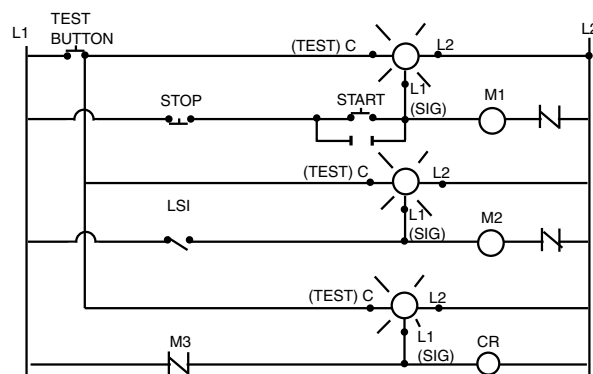 TEST
BUTTON
L1
L2
(TEST) C
L2
L1
(SIG)
STOP
START
M1
(TEST) C
L2
L1
(SIG)
LSI
M2
(TEST) C
L2
L1
(SIG)
M3
CR